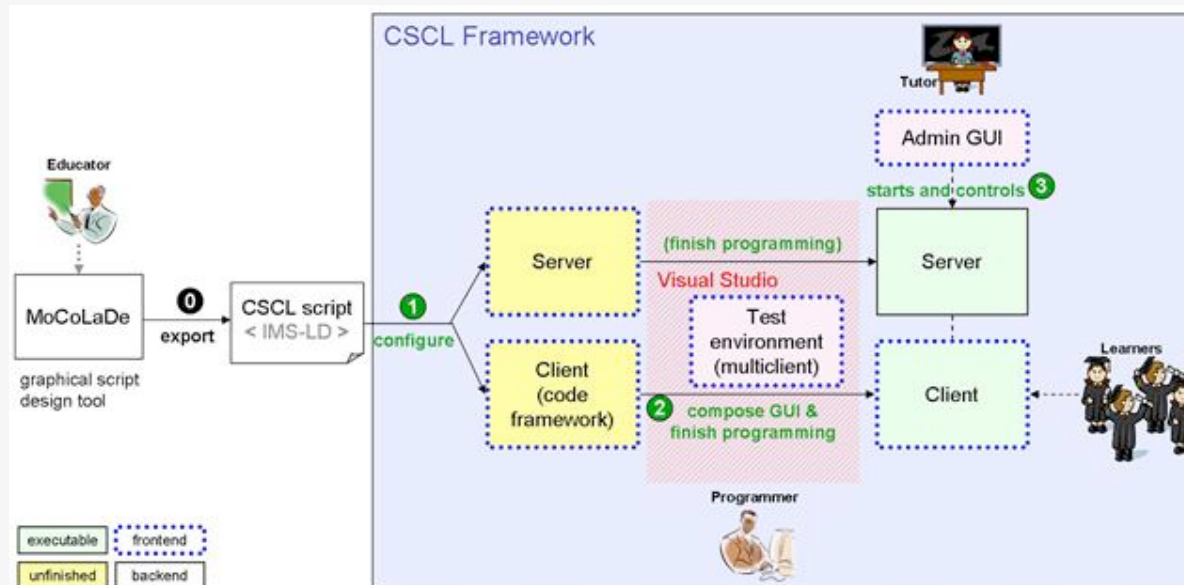 CSCL Framework
Tutor
Admin GUI
Educator
starts and controls 3
Server
(finish programming)
Server
Visual Studio
MoCoLaDe
0
export
CSCL script
< IMS-LD >
1
configure
Test
environment
(multiclient)
Learners
graphical script
design tool
Client
(code
framework)
Client
2 compose GUI &
finish programming
Programmer
executable
frontend
unfinished
backend